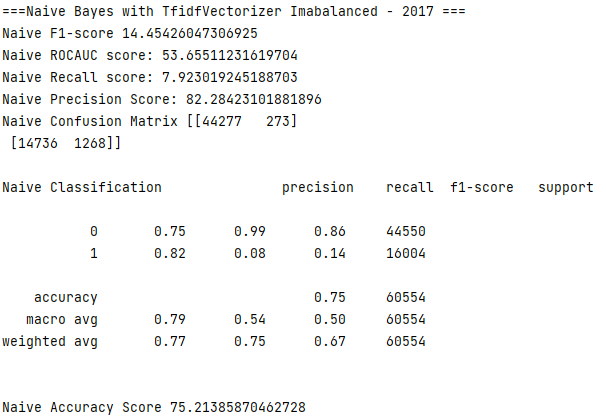 ===Naive Bayes with TfidfVectorizer Imabalanced - 2017 ===
Naive F1-score 14.45426047306925
Naive ROCAUC score: 53.65511231619704
Naive Recall score: 7.923019245188703
Naive Precision Score: 82.28423101881896
Naive Confusion Matrix [[44277   273]
 [14736  1268]]
Naive Classification               precision    recall  f1-score   support
           0       0.75      0.99      0.86     44550
           1       0.82      0.08      0.14     16004
    accuracy                           0.75     60554
   macro avg       0.79      0.54      0.50     60554
weighted avg       0.77      0.75      0.67     60554
Naive Accuracy Score 75.21385870462728